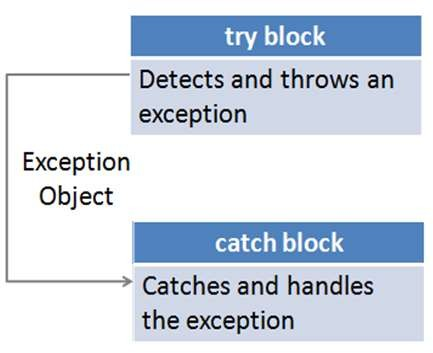 try block
Detects and throws an
exception
Exception
Object
catch block
Catches and handles
the exception